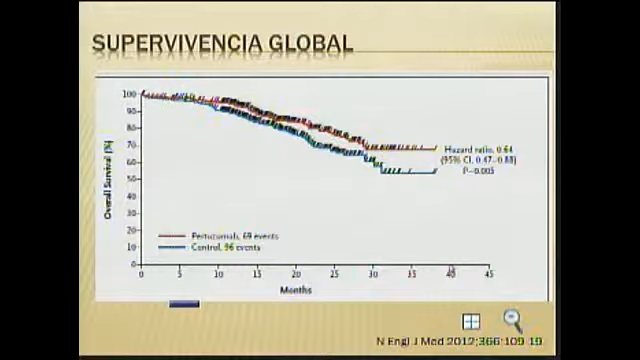 SUPERVIVENCIA GLOBAL
100
90
80
70
60
50
40
30
20
10
0
Overall Survival (%)
Hazard ratio, 0.64
(95% CI, 0.47–0.88)
P=0.005
Pertuzumab, 69 events
Control, 96 events
0 5 10 15 20 25 30 35 40 45
Months
N Engl J Med 2012;366:109-19.